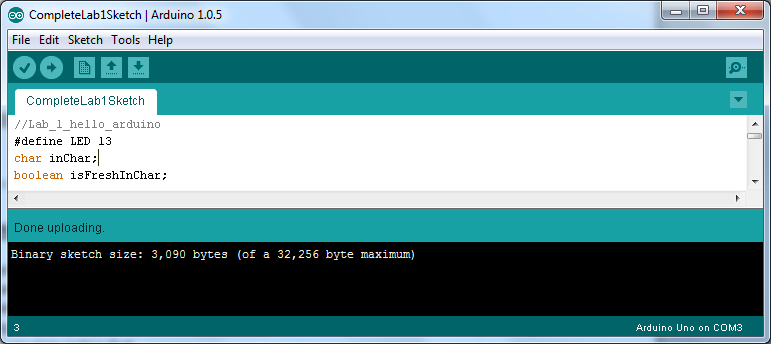 CompleteLab1Sketch | Arduino 1.0.5
File Edit Sketch Tools Help
CompleteLab1Sketch
//Lab_1_hello_arduino
#define LED 13
char inChar;
boolean isFreshInChar;
Done uploading.
Binary sketch size: 3,090 bytes (of a 32,256 byte maximum)
3 Arduino Uno on COM3